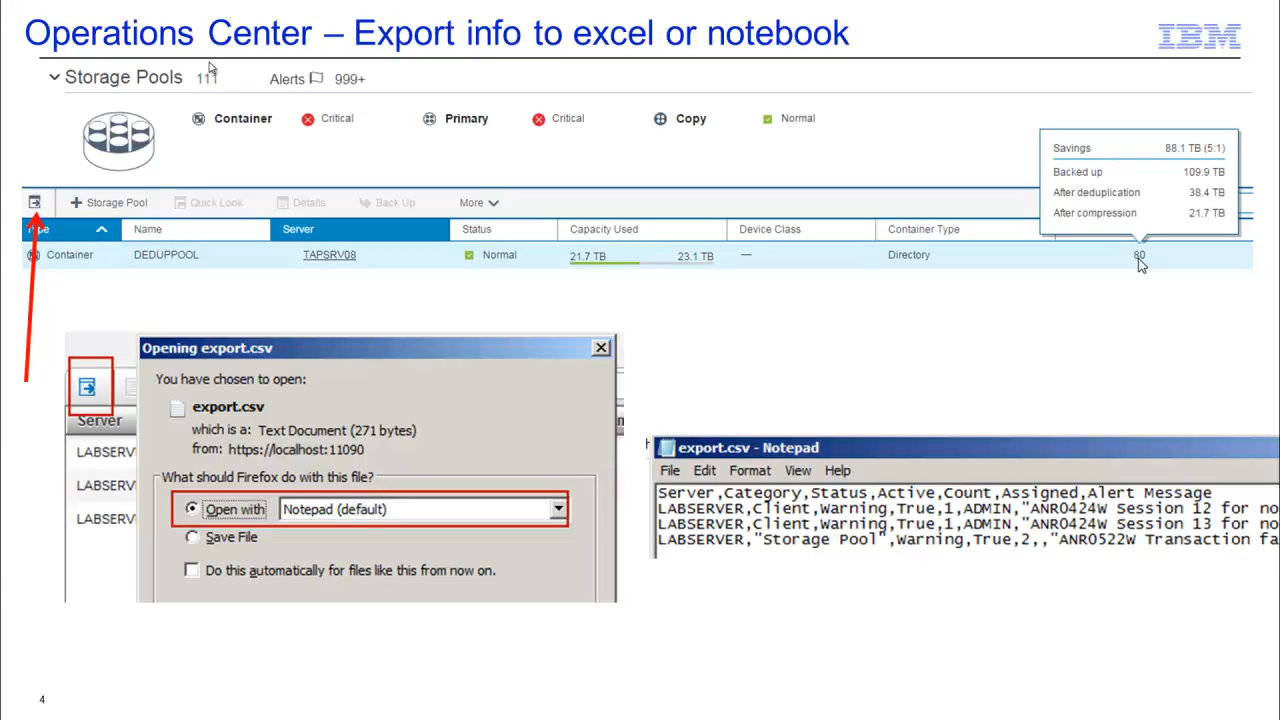 Operations Center – Export info to excel or notebook
IBM
Storage Pools 111 Alerts 999+
Container Critical Primary Critical Copy Normal
Savings 88.1 TB (5:1)
Backed up 109.9 TB
After deduplication 38.4 TB
After compression 21.7 TB
Storage Pool Quick Look Details Back Up More
Type Name Server Status Capacity Used Device Class Container Type
Container DEDUPPOOL TAPSRV08 Normal 21.7 TB 23.1 TB — Directory 80
Opening export.csv
You have chosen to open:
export.csv
which is a: Text Document (271 bytes)
from: https://localhost:11090
What should Firefox do with this file?
Open with Notepad (default)
Save File
Do this automatically for files like this from now on.
Server
LABSERV
LABSERV
LABSERV
export.csv - Notepad
File Edit Format View Help
Server,Category,Status,Active,Count,Assigned,Alert Message
LABSERVER,Client,Warning,True,1,ADMIN,"ANR0424W Session 12 for no
LABSERVER,Client,Warning,True,1,ADMIN,"ANR0424W Session 13 for no
LABSERVER,"Storage Pool",Warning,True,2,,"ANR0522W Transaction fa
4